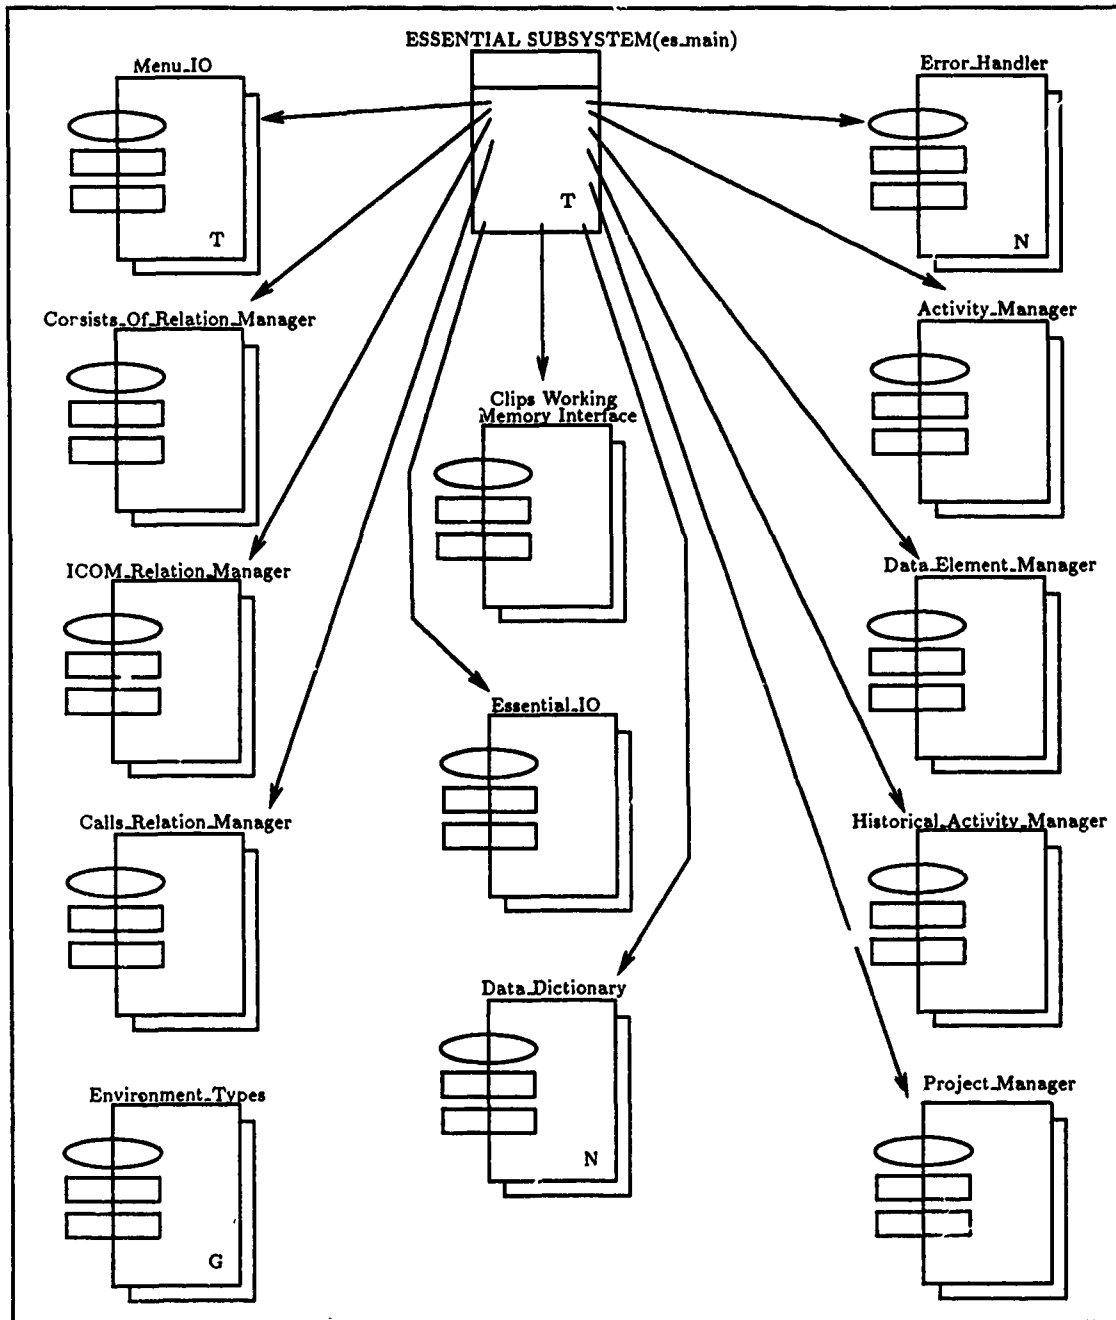 ESSENTIAL SUBSYSTEM(es_main)
Menu_IO
Error_Handler
T
T
N
Corsists_Of_Relation_Manager
Activity_Manager
Clips Working
Memory Interface
ICOM_Relation_Manager
Data_Element_Manager
Essential_IO
Calls_Relation_Manager
Historical_Activity_Manager
Data_Dictionary
Environment_Types
Project_Manager
N
G